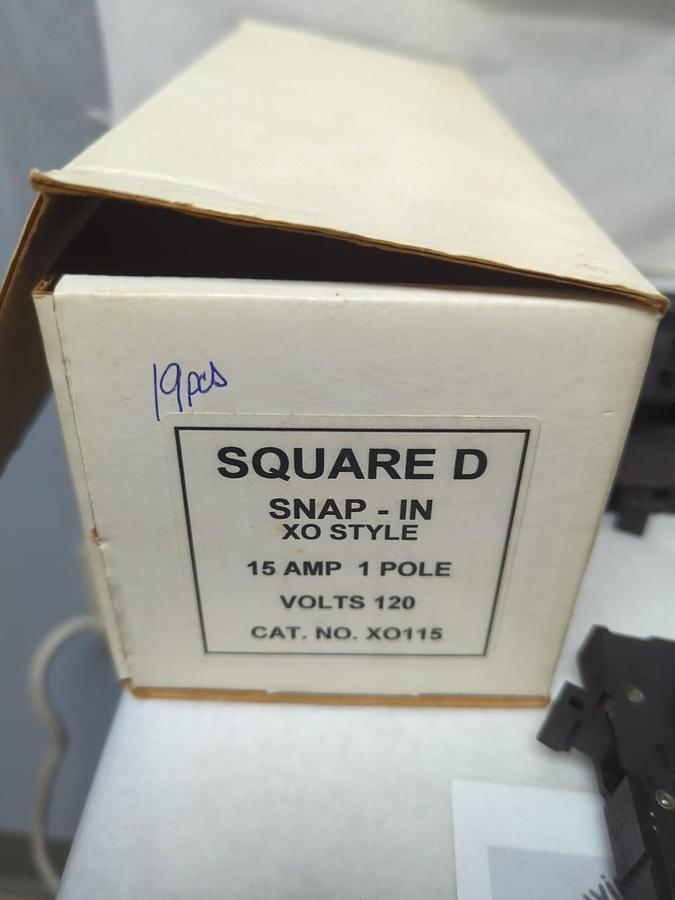 19pcs
SQUARE D
SNAP - IN
XO STYLE
15 AMP 1 POLE
VOLTS 120
CAT. NO. XO115